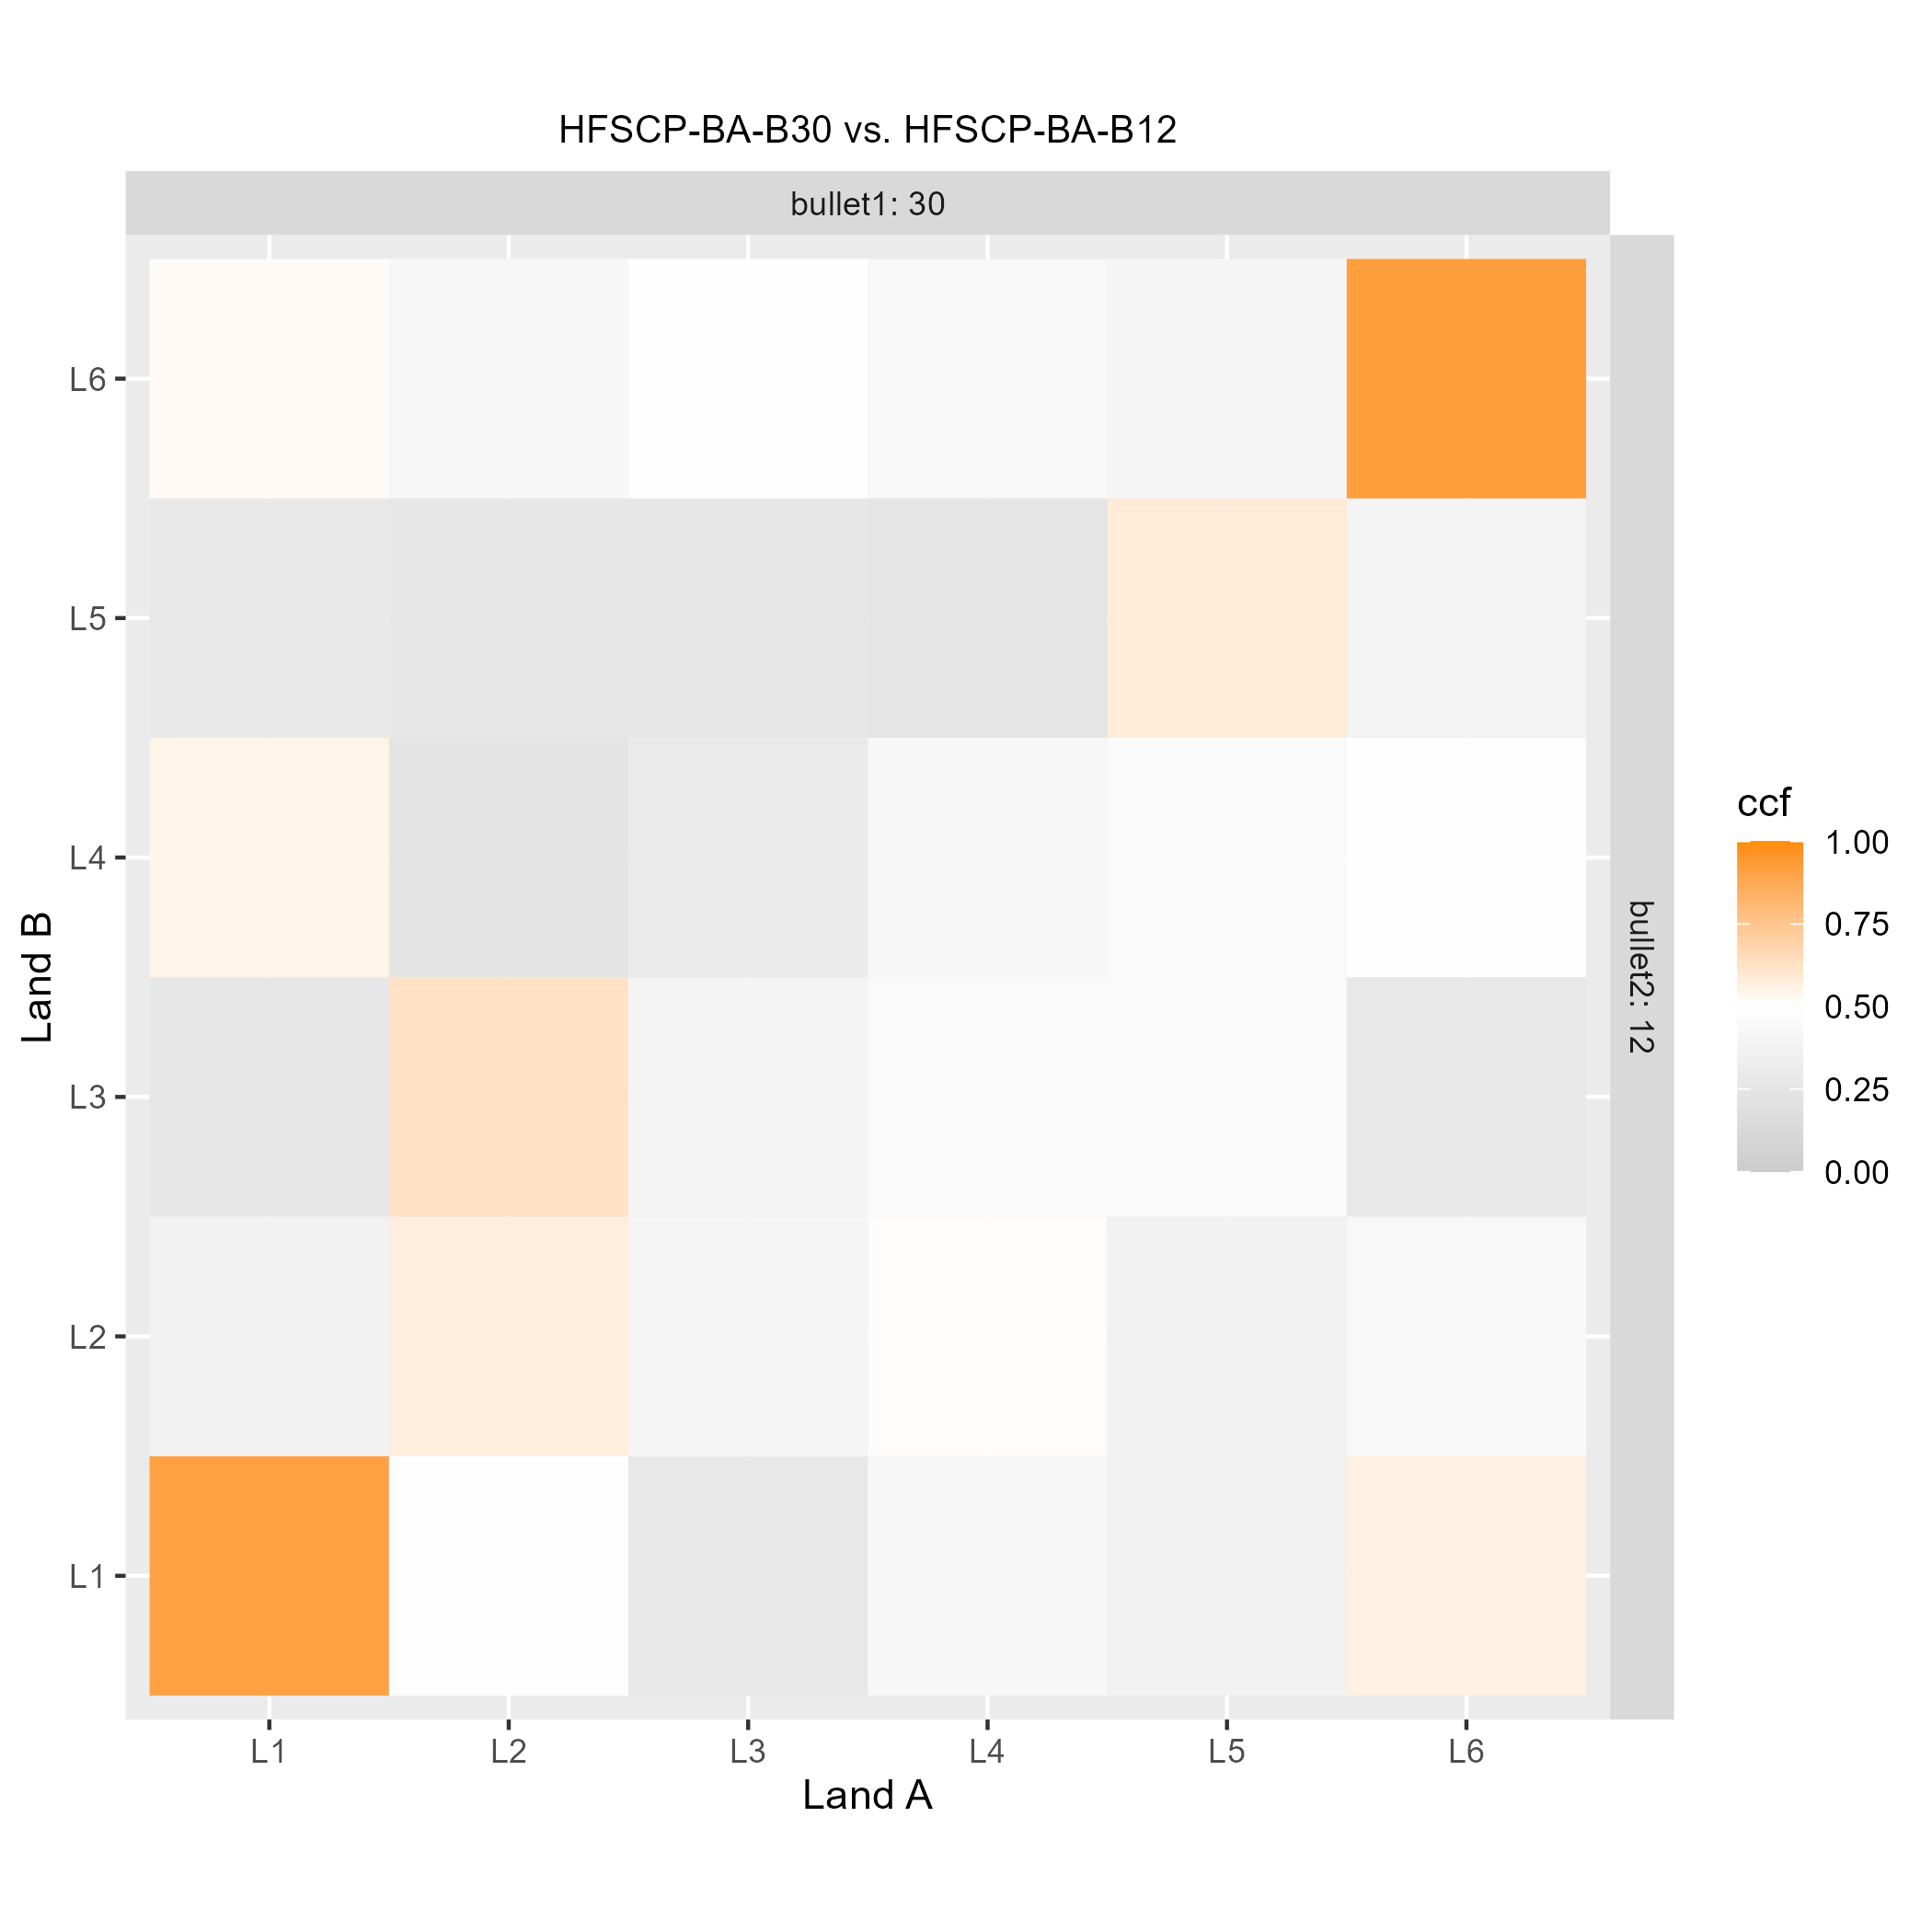 HFSCP-BA-B30 vs. HFSCP-BA-B12
bullet1: 30
L6
L5
L4
L3
L2
L1
Land B
bullet2: 12
L1 L2 L3 L4 L5 L6
Land A
ccf
1.00
0.75
0.50
0.25
0.00